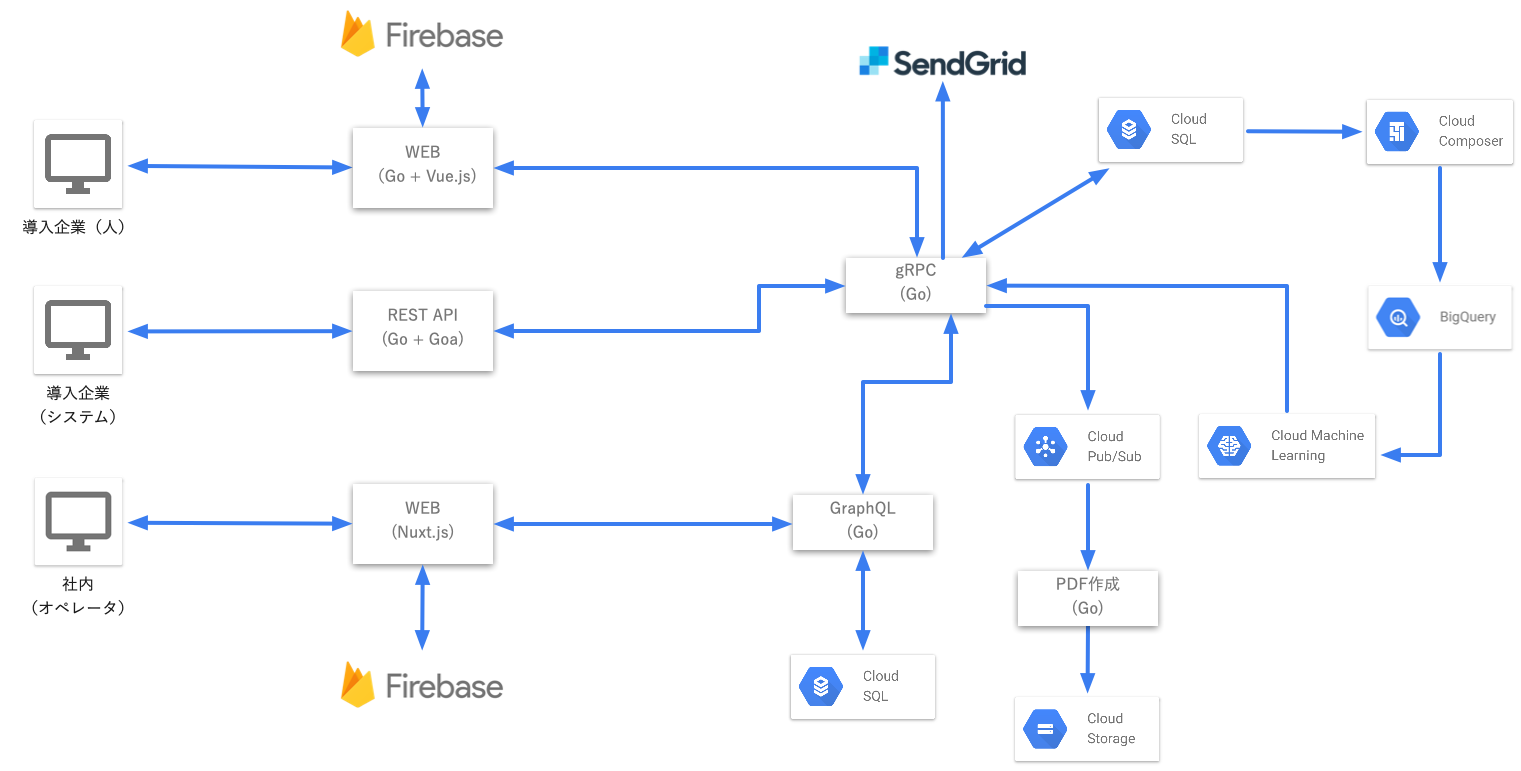 Firebase
SendGrid
Cloud
SQL
Cloud
Composer
WEB
(Go + Vue.js)
導入企業（人）
gRPC
(Go)
REST API
(Go + Goa)
BigQuery
導入企業
（システム）
Cloud
Pub/Sub
Cloud Machine
Learning
WEB
(Nuxt.js)
GraphQL
(Go)
社内
（オペレータ）
PDF作成
(Go)
Firebase
Cloud
SQL
Cloud
Storage